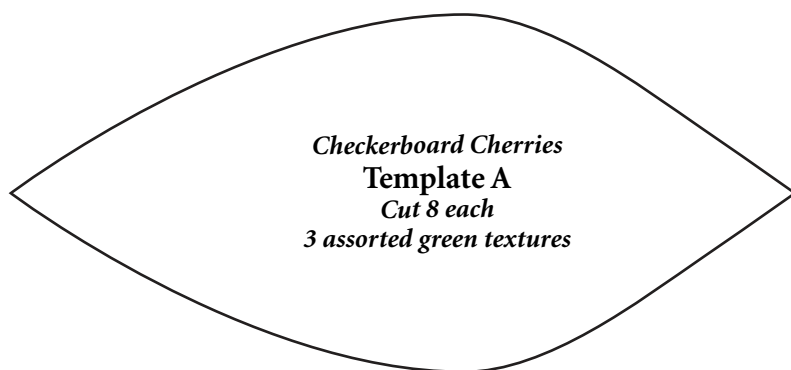 Checkerboard Cherries
Template A
Cut 8 each
3 assorted green textures